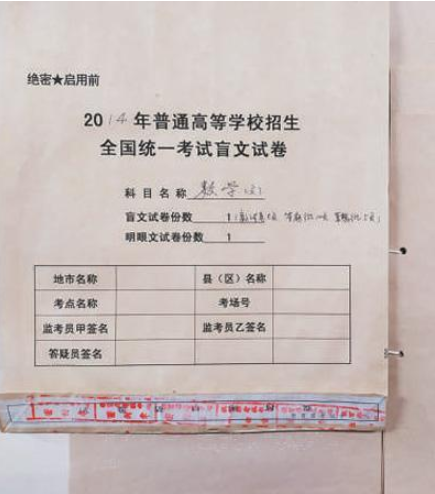 绝密★启用前
2014年普通高等学校招生
全国统一考试盲文试卷
科目名称 数学(文)
盲文试卷份数 1
明眼文试卷份数 1
地市名称 县（区）名称
考点名称 考场号
监考员甲签名 监考员乙签名
答疑员签名